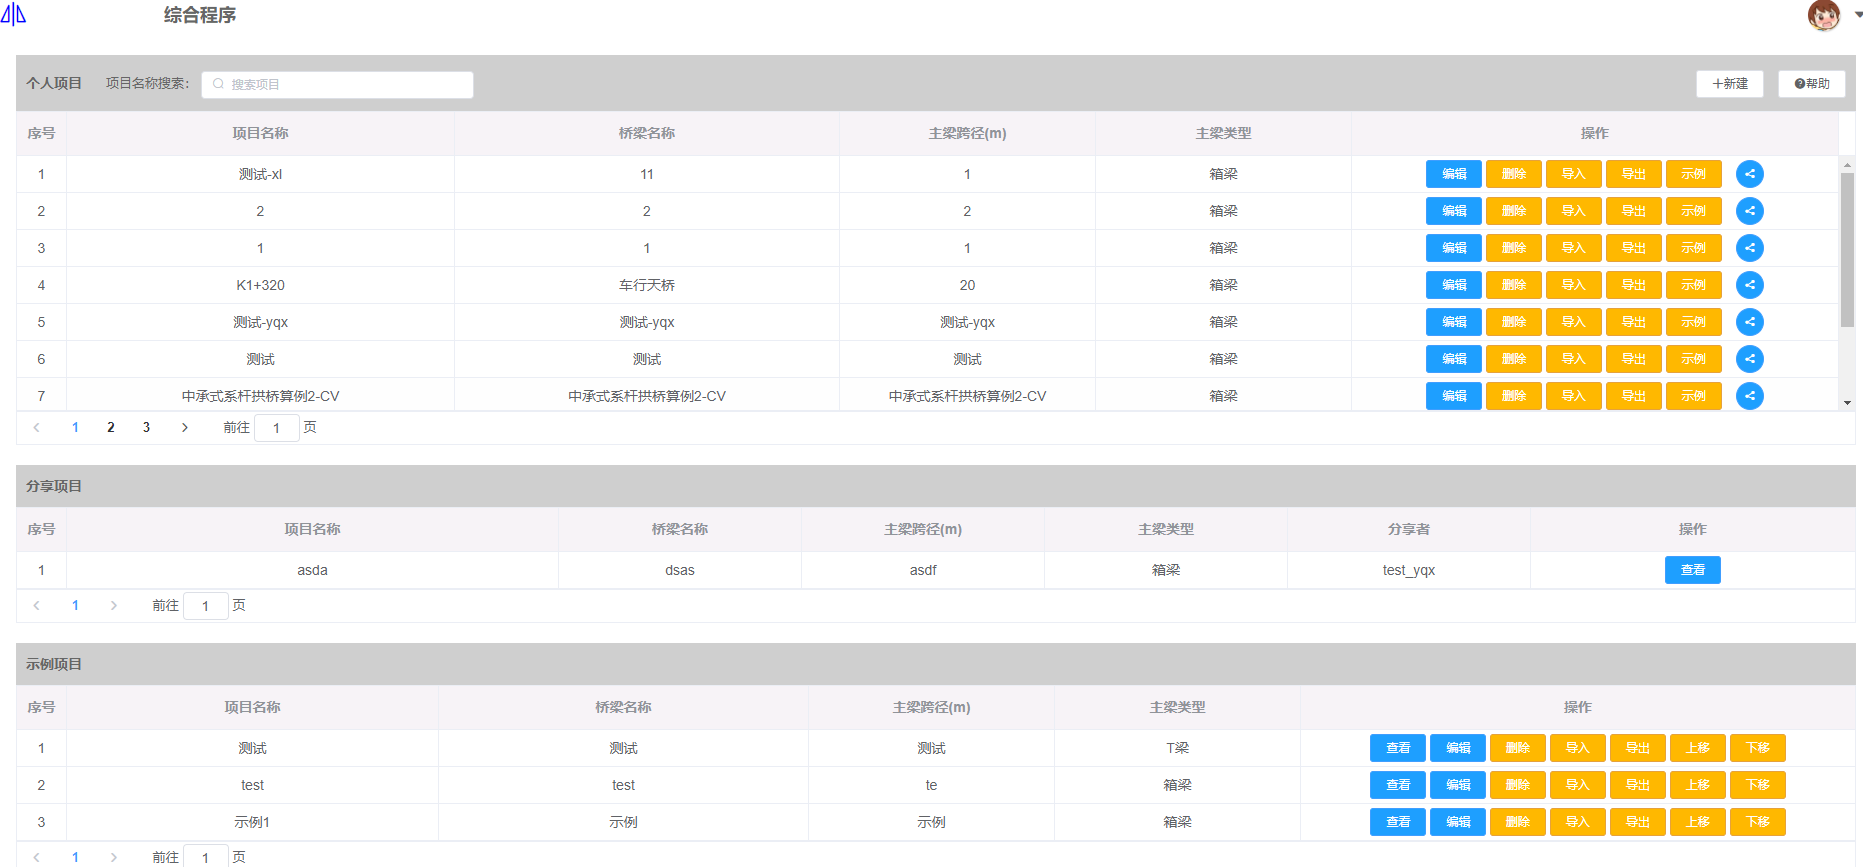 综合程序
个人项目 项目名称搜索: 搜索项目 +新建 帮助
序号 项目名称 桥梁名称 主梁跨径(m) 主梁类型 操作
1 测试-xl 11 1 箱梁 编辑 删除 导入 导出 示例
2 2 2 2 箱梁 编辑 删除 导入 导出 示例
3 1 1 1 箱梁 编辑 删除 导入 导出 示例
4 K1+320 车行天桥 20 箱梁 编辑 删除 导入 导出 示例
5 测试-yqx 测试-yqx 测试-yqx 箱梁 编辑 删除 导入 导出 示例
6 测试 测试 测试 箱梁 编辑 删除 导入 导出 示例
7 中承式系杆拱桥算例2-CV 中承式系杆拱桥算例2-CV 中承式系杆拱桥算例2-CV 箱梁 编辑 删除 导入 导出 示例
1 2 3 前往 1 页
分享项目
序号 项目名称 桥梁名称 主梁跨径(m) 主梁类型 分享者 操作
1 asda dsas asdf 箱梁 test_yqx 查看
1 前往 1 页
示例项目
序号 项目名称 桥梁名称 主梁跨径(m) 主梁类型 操作
1 测试 测试 测试 T梁 查看 编辑 删除 导入 导出 上移 下移
2 test test te 箱梁 查看 编辑 删除 导入 导出 上移 下移
3 示例1 示例 示例 箱梁 查看 编辑 删除 导入 导出 上移 下移
1 前往 1 页